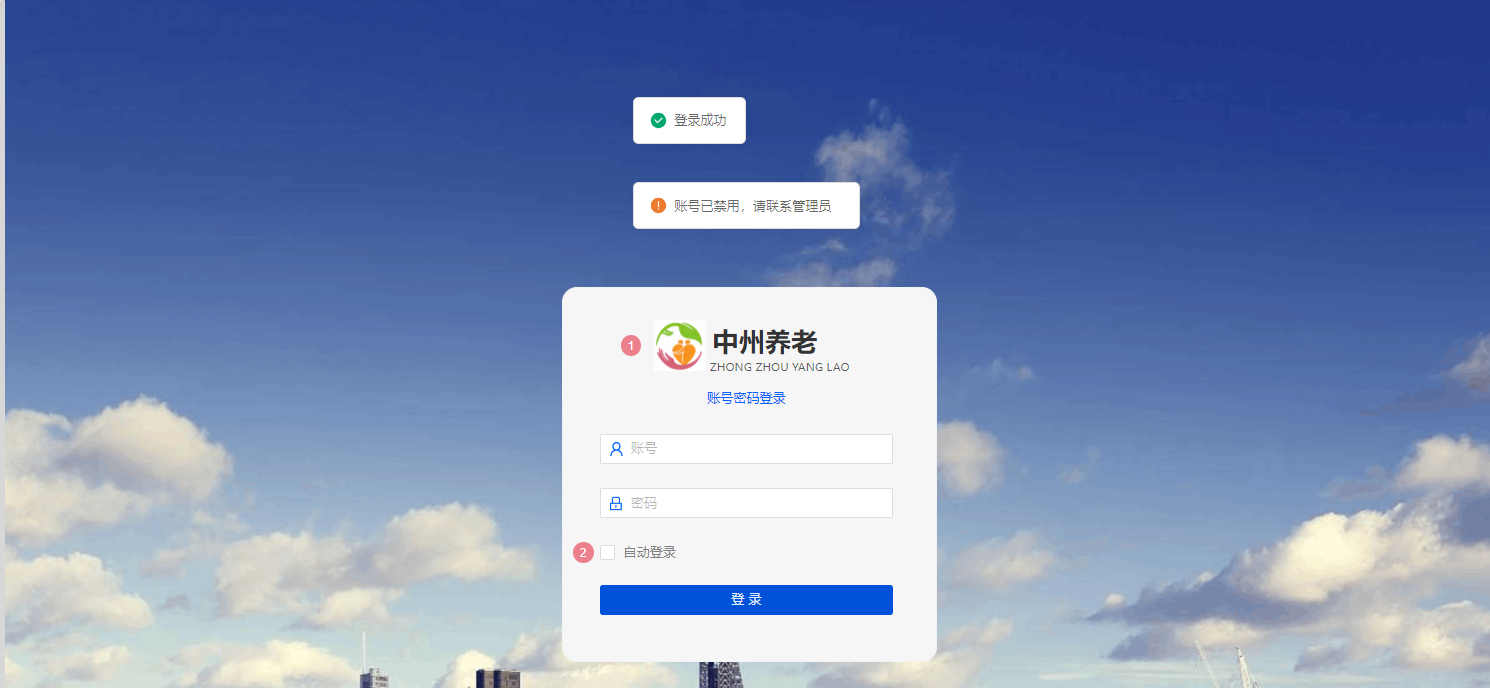 登录成功
账号已禁用，请联系管理员
1
中州养老
ZHONG ZHOU YANG LAO
账号密码登录
账号
密码
2 自动登录
登录